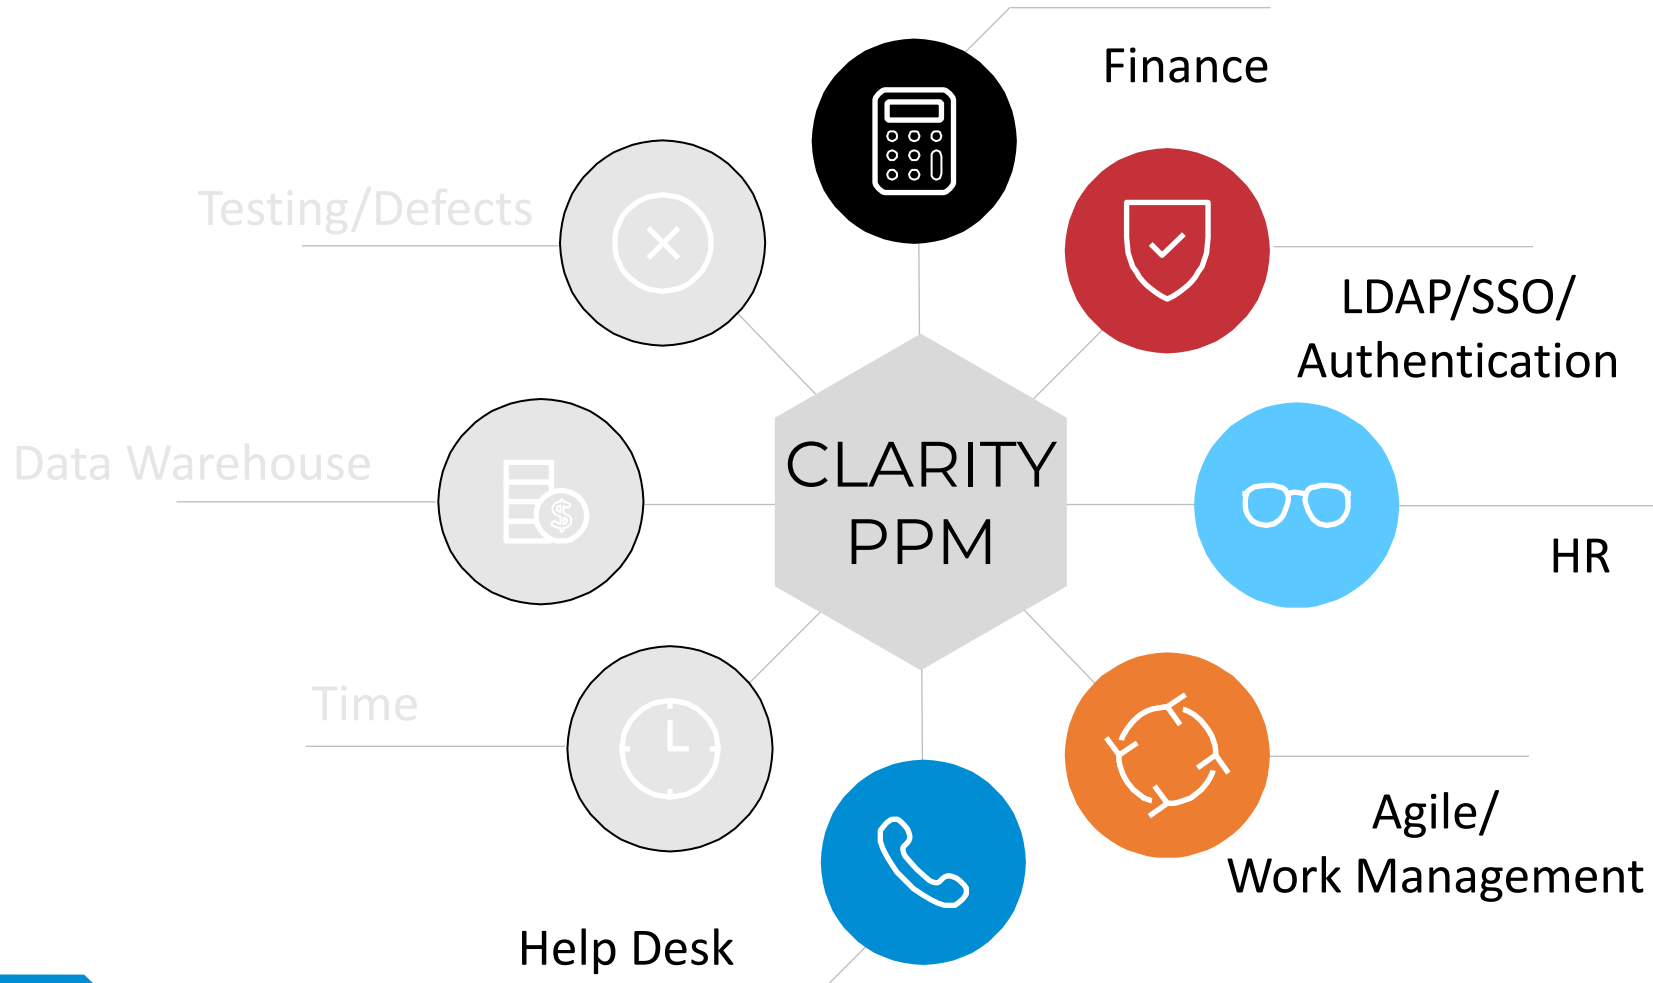 Finance
Testing/Defects
LDAP/SSO/
Authentication
CLARITY
PPM
Data Warehouse
HR
Time
Agile/
Work Management
Help Desk